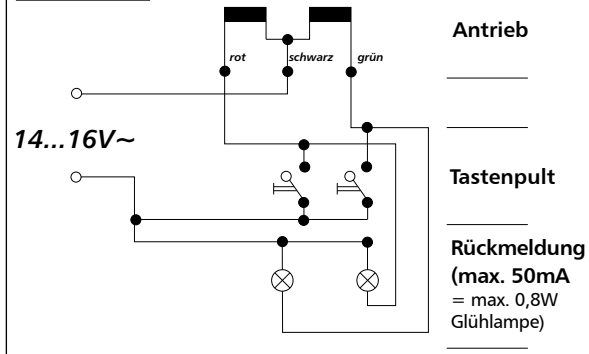 Antrieb
rot
schwarz
grün
14...16V~
Tastenpult
Rückmeldung
(max. 50mA
= max. 0,8W
Glühlampe)